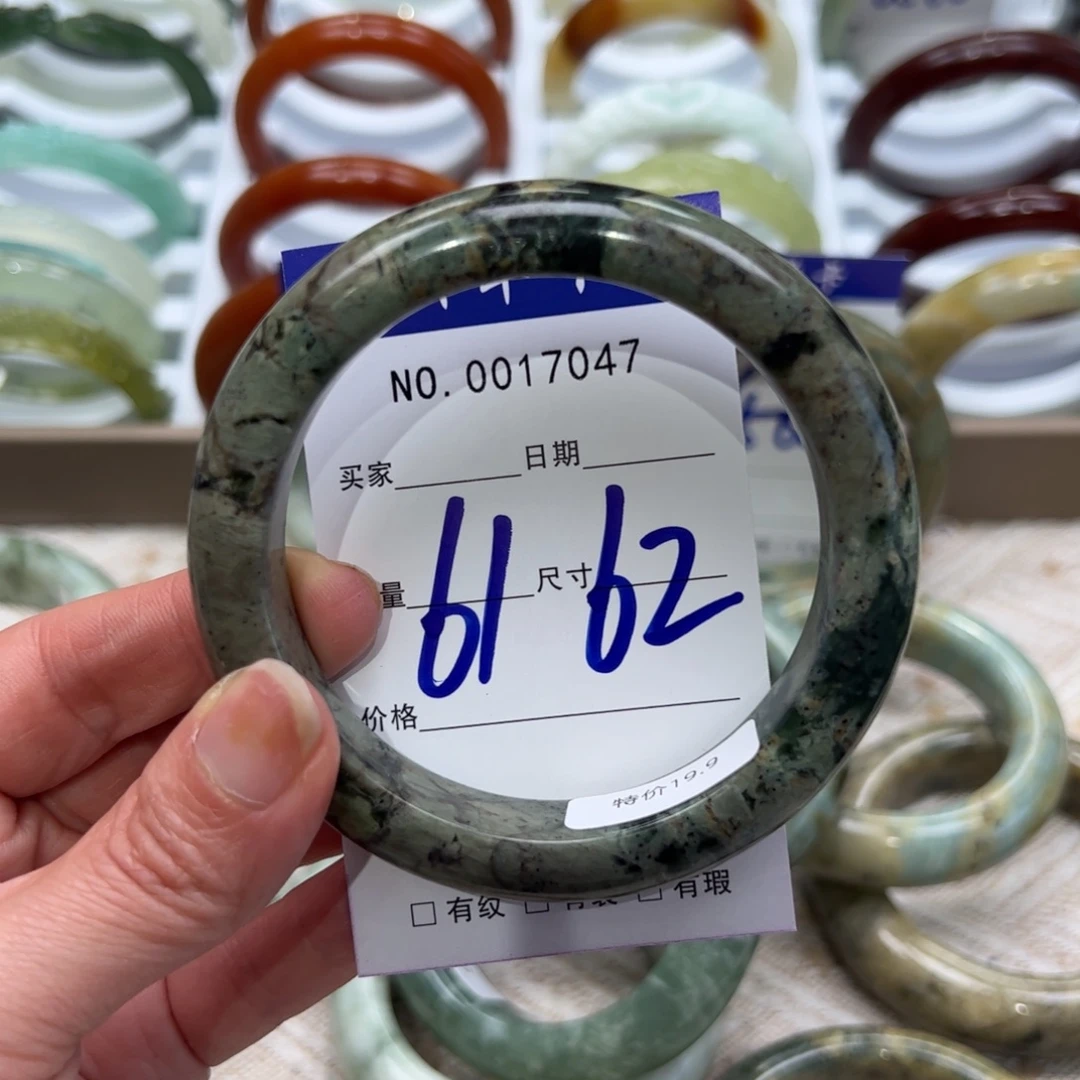 NO.0017047
买家 日期
量 61 尺寸 62
价格
特价19.9
有纹 有瑕